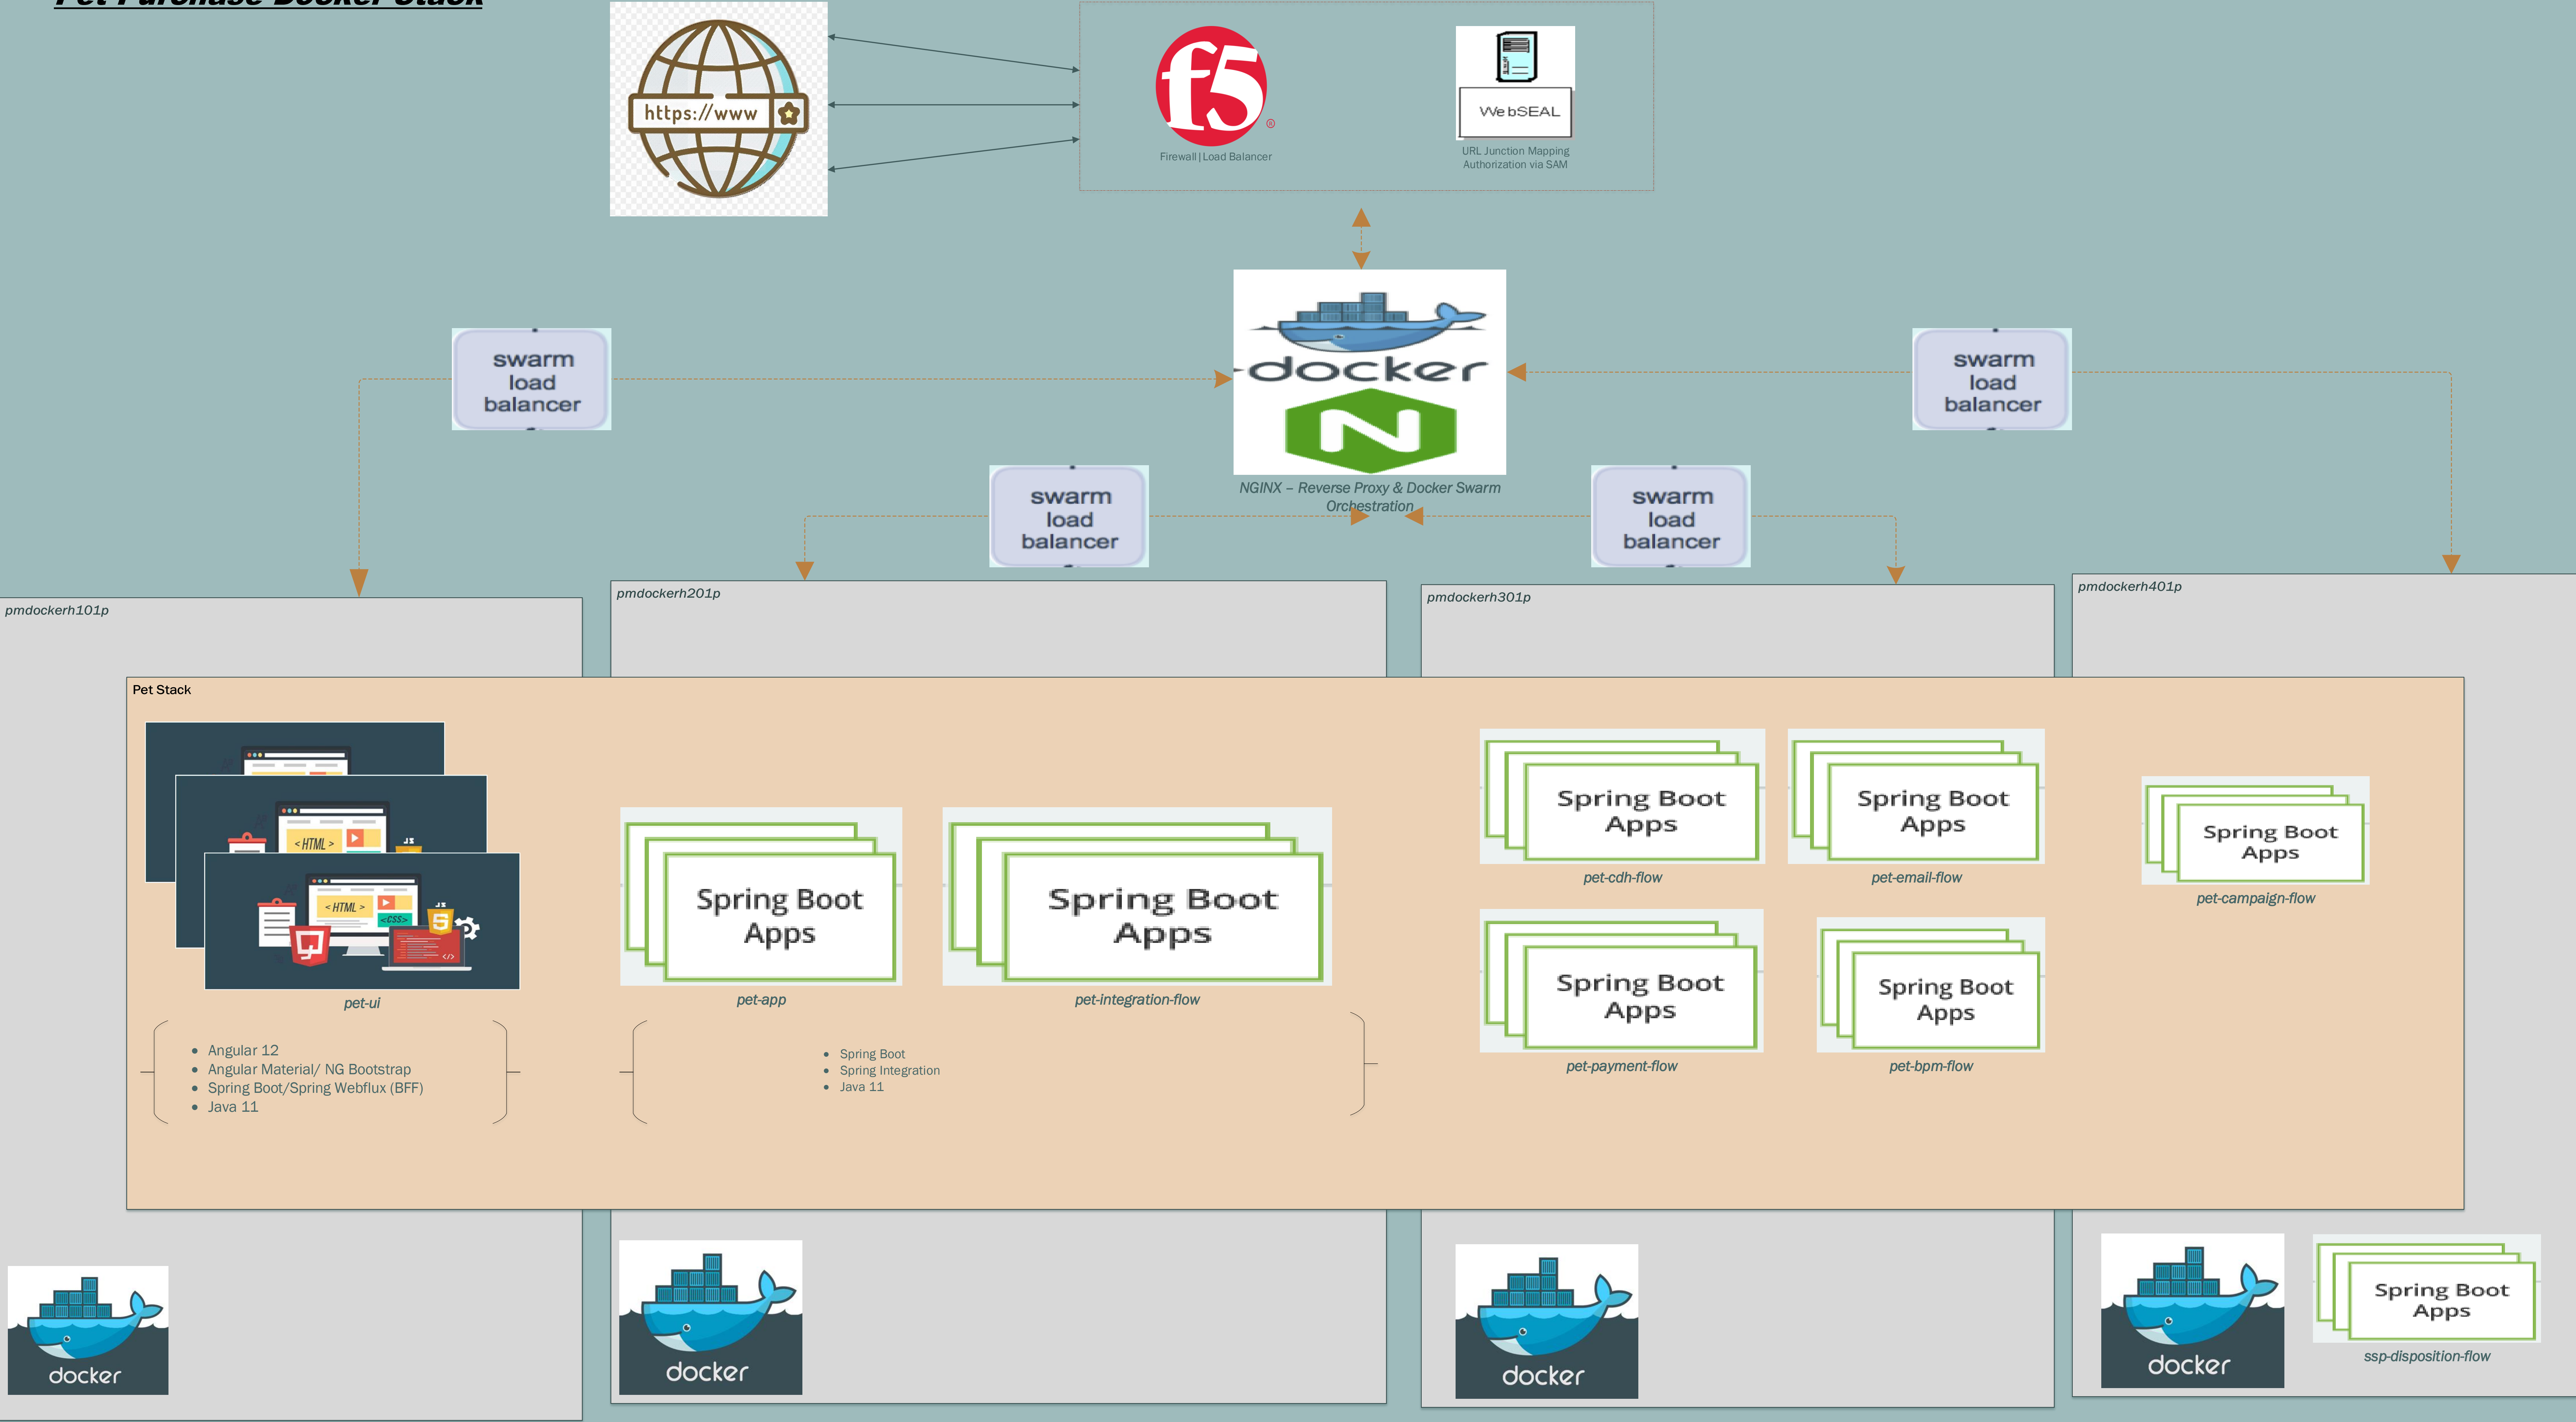 Pet Purchase Docker Stack
https://www
f5
®
Firewall|Load Balancer
WebSEAL
URL Junction Mapping
Authorization via SAM
docker
N
NGINX – Reverse Proxy & Docker Swarm
Orchestration
swarm
load
balancer
swarm
load
balancer
swarm
load
balancer
swarm
load
balancer
pmdockerh101p
pmdockerh201p
pmdockerh301p
pmdockerh401p
Pet Stack
< HTML >
JS
< HTML >
<CSS>
JS
5
</>
pet-ui
• Angular 12
• Angular Material/ NG Bootstrap
• Spring Boot/Spring Webflux (BFF)
• Java 11
Spring Boot
Apps
pet-app
Spring Boot
Apps
pet-integration-flow
• Spring Boot
• Spring Integration
• Java 11
Spring Boot
Apps
pet-cdh-flow
Spring Boot
Apps
pet-email-flow
Spring Boot
Apps
pet-payment-flow
Spring Boot
Apps
pet-bpm-flow
Spring Boot
Apps
pet-campaign-flow
docker
docker
docker
docker
Spring Boot
Apps
ssp-disposition-flow